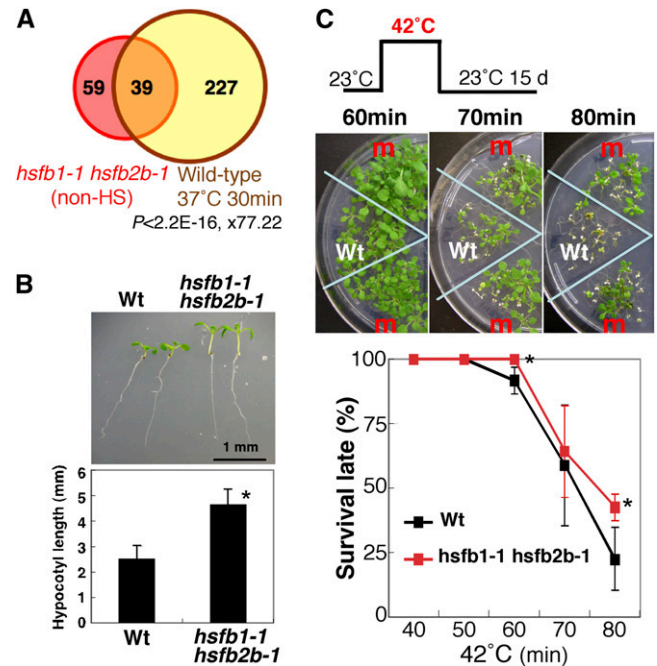 A
59 39 227
hsfb1-1 hsfb2b-1
(non-HS)
Wild-type
37°C 30min
P<2.2E-16, x77.22
B
Wt
hsfb1-1
hsfb2b-1
1 mm
Hypocotyl length (mm)
6
5
4
3
2
1
0
*
Wt
hsfb1-1
hsfb2b-1
C
42°C
23°C
23°C 15 d
60min 70min 80min
m m m
Wt Wt Wt
m m m
Survival late (%)
100
75
50
25
0
*
*
Wt
hsfb1-1 hsfb2b-1
40 50 60 70 80
42°C (min)